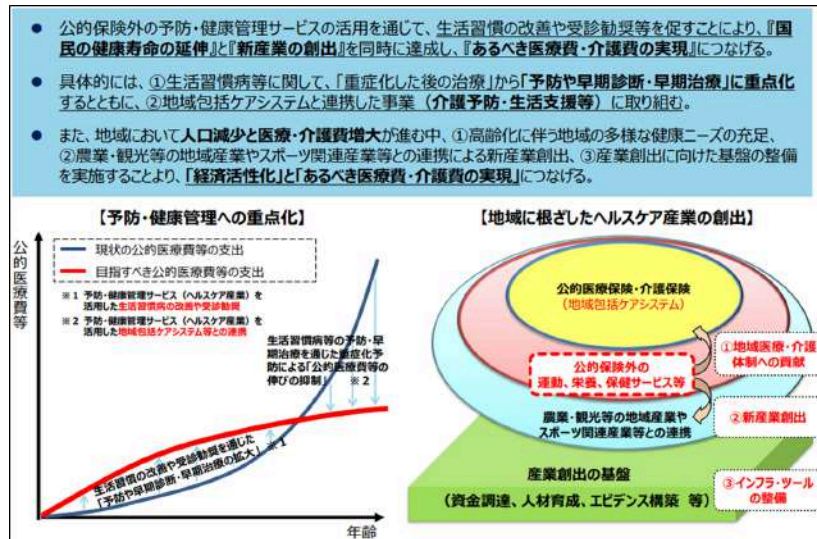 ● 公的保険外の予防・健康管理サービスの活用を通じて、生活習慣の改善や受診勧奨等を促すことにより、『国
民の健康寿命の延伸』と『新産業の創出』を同時に達成し、『あるべき医療費・介護費の実現』につなげる。
● 具体的には、①生活習慣病等に関して、「重症化した後の治療」から「予防や早期診断・早期治療」に重点化
するとともに、②地域包括ケアシステムと連携した事業（介護予防・生活支援等）に取り組む。
● また、地域において人口減少と医療・介護費増大が進む中、①高齢化に伴う地域の多様な健康ニーズの充足、
②農業・観光等の地域産業やスポーツ関連産業等との連携による新産業創出、③産業創出に向けた基盤の整備
を実施することより、「経済活性化」と「あるべき医療費・介護費の実現」につなげる。
【予防・健康管理への重点化】
公的医療費等
現状の公的医療費等の支出
目指すべき公的医療費等の支出
※１ 予防・健康管理サービス（ヘルスケア産業）を
活用した生活習慣病の改善や受診勧奨
※２ 予防・健康管理サービス（ヘルスケア産業）を
活用した地域包括ケアシステム等との連携
生活習慣病等の予防・早
期治療を通じた重症化予
防による「公的医療費等の
伸びの抑制」 ※２
生活習慣の改善や受診勧奨を通じた
「予防や早期診断・早期治療の拡大」 ※１
年齢
【地域に根ざしたヘルスケア産業の創出】
公的医療保険・介護保険
（地域包括ケアシステム）
①地域医療・介護
体制への貢献
公的保険外の
運動、栄養、保健サービス等
農業・観光等の地域産業や
スポーツ関連産業等との連携
②新産業創出
産業創出の基盤
（資金調達、人材育成、エビデンス構築 等）
③インフラ・ツール
の整備